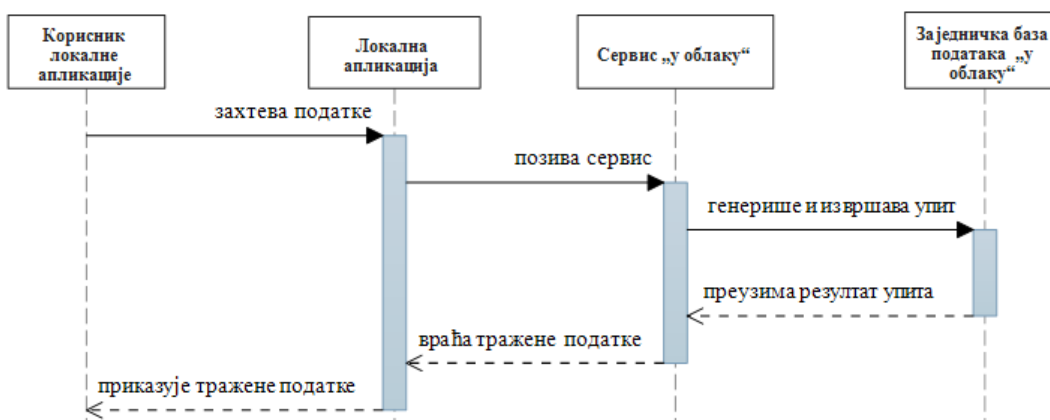 Корисник
локалне
апликације
Локална
апликација
Сервис „у облаку“
Заједничка база
података „у
облаку“
захтева податке
позива сервис
генерише и извршава упит
преузима резултат упита
враћа тражене податке
приказује тражене податке